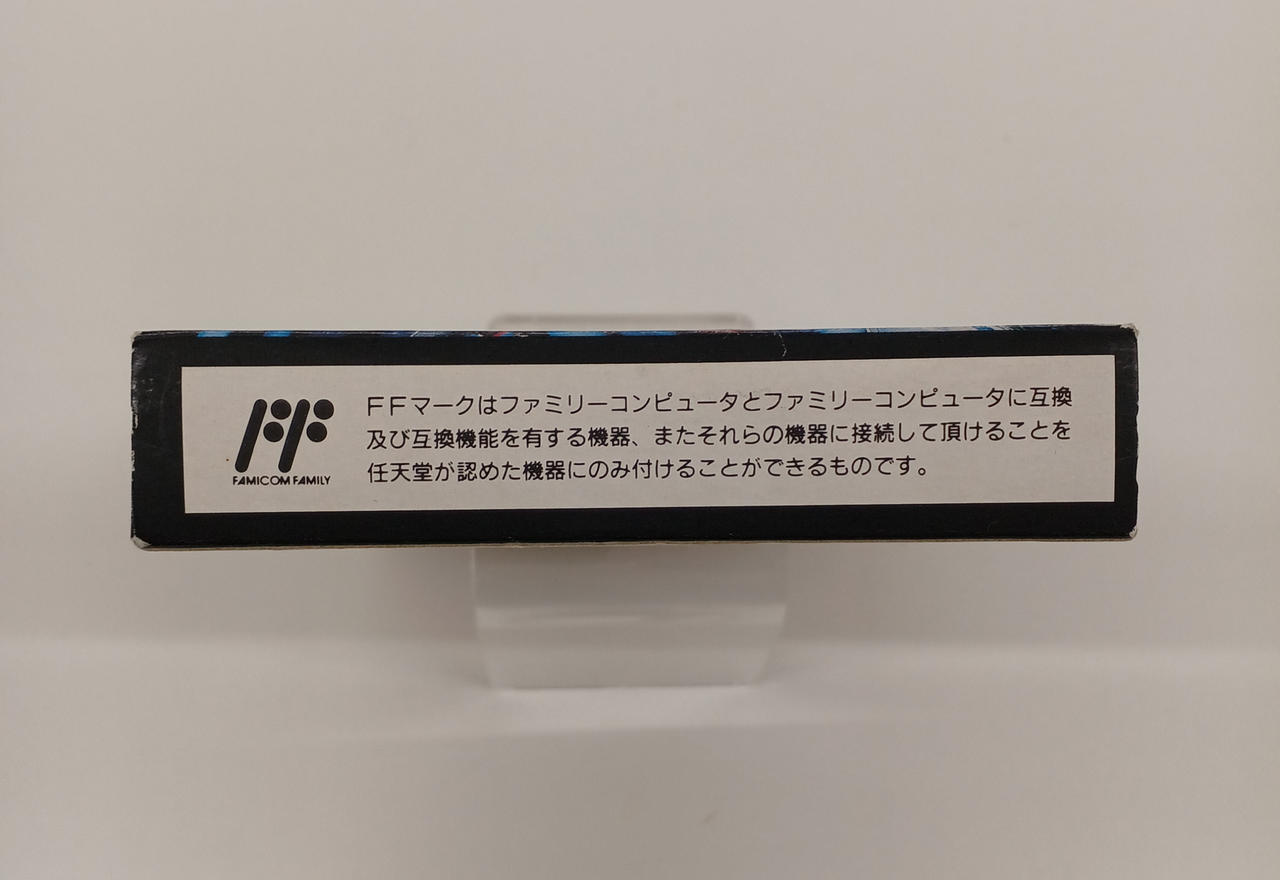 FFマークはファミリーコンピュータとファミリーコンピュータに互換
及び互換機能を有する機器、またそれらの機器に接続して頂けることを
任天堂が認めた機器にのみ付けることができるものです。
FAMICOM FAMILY